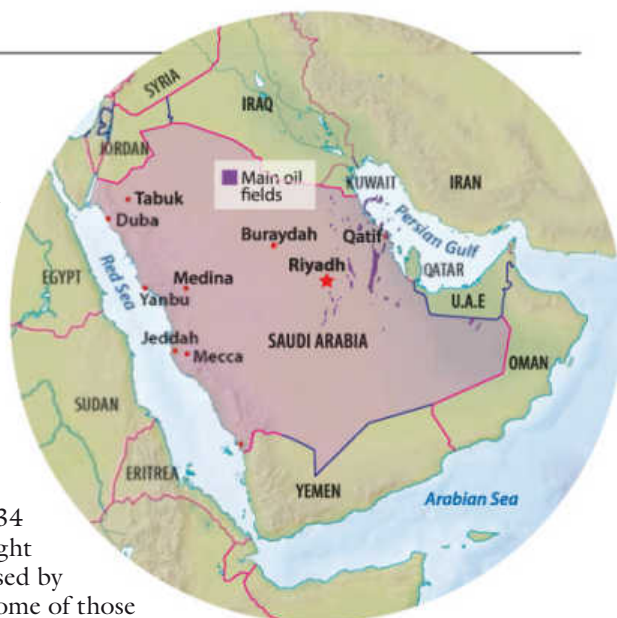 SYRIA
IRAQ
JORDAN
Main oil
fields
KUWAIT
IRAN
Tabuk
Duba
Persian Gulf
Buraydah
Qatif
Riyadh
QATAR
EGYPT
Red Sea
Medina
Yanbu
U.A.E
Jeddah
Mecca
SAUDI ARABIA
OMAN
SUDAN
ERITREA
YEMEN
Arabian Sea
34
ght
sed by
ome of those